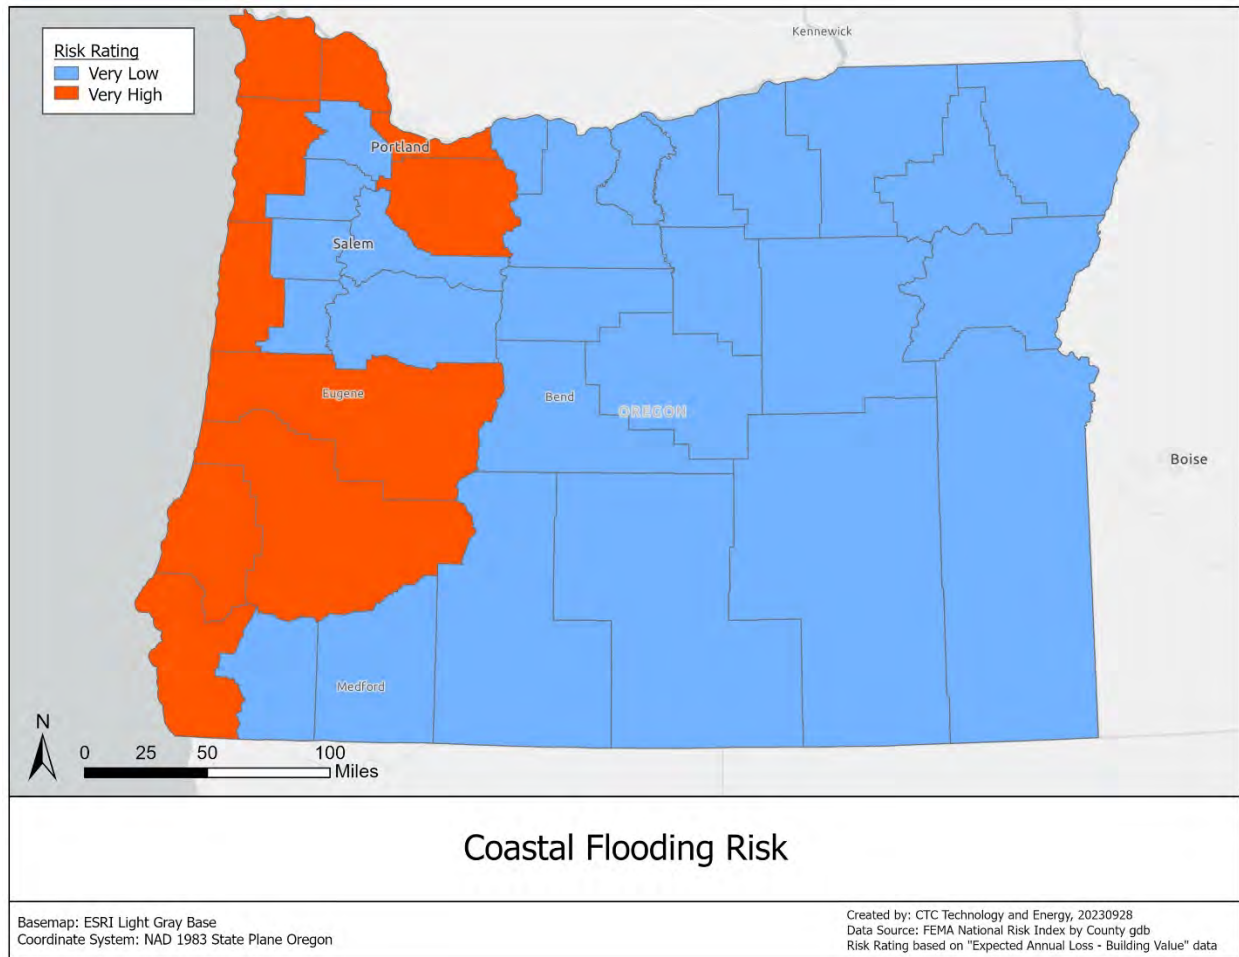 Kennewick
Risk Rating
Very Low
Very High
Portland
Salem
Eugene
Bend
OREGON
Boise
Medford
N
0 25 50 100
Miles
Coastal Flooding Risk
Basemap: ESRI Light Gray Base
Coordinate System: NAD 1983 State Plane Oregon
Created by: CTC Technology and Energy, 20230928
Data Source: FEMA National Risk Index by County gdb
Risk Rating based on "Expected Annual Loss - Building Value" data